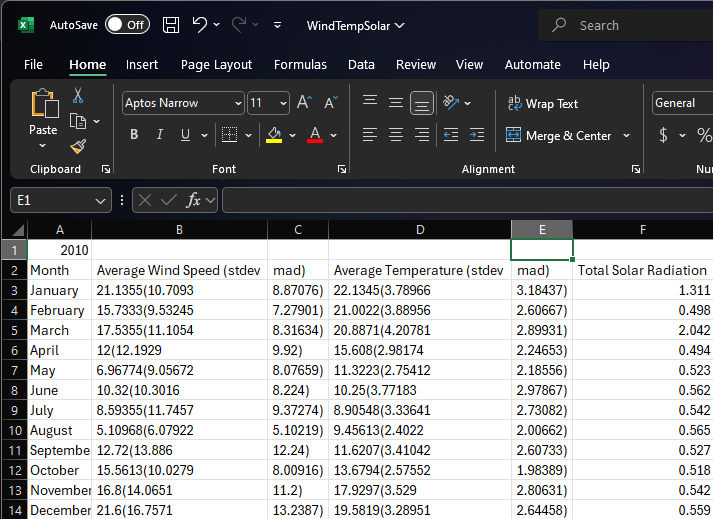 AutoSave Off WindTempSolar Search
File Home Insert Page Layout Formulas Data Review View Automate Help
Paste Aptos Narrow 11 A A ab Wrap Text General
B I U A Merge & Center $ %
Clipboard Font Alignment Nu
E1 fx
A B C D E F
1 2010
2 Month Average Wind Speed (stdev mad) Average Temperature (stdev mad) Total Solar Radiation
3 January 21.1355(10.7093 8.87076) 22.1345(3.78966 3.18437) 1.311
4 February 15.7333(9.53245 7.27901) 21.0022(3.88956 2.60667) 0.498
5 March 17.5355(11.1054 8.31634) 20.8871(4.20781 2.89931) 2.042
6 April 12(12.1929 9.92) 15.608(2.98174 2.24653) 0.494
7 May 6.96774(9.05672 8.07659) 11.3223(2.75412 2.18556) 0.523
8 June 10.32(10.3016 8.224) 10.25(3.77183 2.97867) 0.562
9 July 8.59355(11.7457 9.37274) 8.90548(3.33641 2.73082) 0.542
10 August 5.10968(6.07922 5.10219) 9.45613(2.4022 2.00662) 0.565
11 Septembe 12.72(13.886 12.24) 11.6207(3.41042 2.60733) 0.527
12 October 15.5613(10.0279 8.00916) 13.6794(2.57552 1.98389) 0.518
13 November 16.8(14.0651 11.2) 17.9297(3.529 2.80631) 0.542
14 December 21.6(16.7571 13.2387) 19.5819(3.28951 2.64458) 0.559